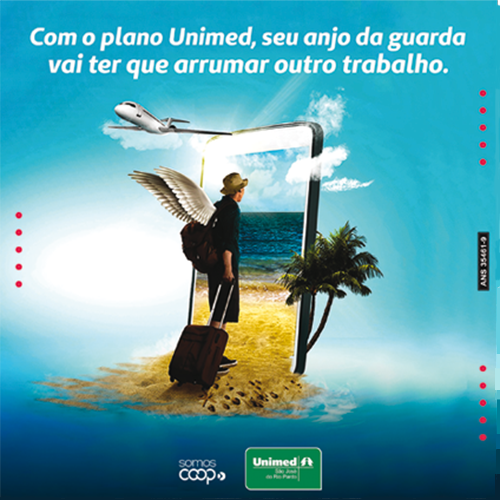 Com o plano Unimed, seu anjo da guarda
vai ter que arrumar outro trabalho.
ANS 35461-9
somos
coop
Unimed
São José
do Rio Pardo